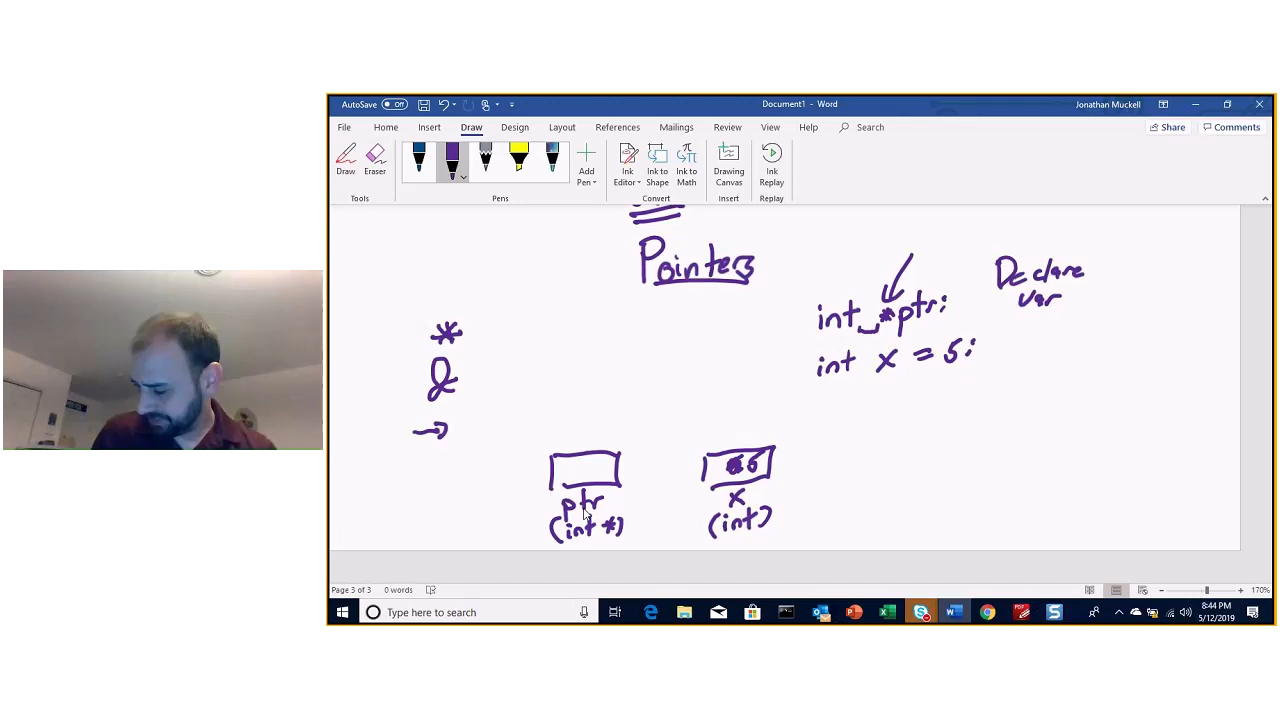 AutoSave Off
Document1 - Word
Jonathan Muckell
File Home Insert Draw Design Layout References Mailings Review View Help Search Share Comments
Draw Eraser Add Pen Ink Editor Ink to Shape Ink to Math Drawing Canvas Ink Replay
Tools Pens Convert Insert Replay
Pointers
int *ptr;
Declare
var
int x = 5;
*
&
→
5
ptr
x
(int *)
(int)
Page 3 of 3 0 words 170%
Type here to search
8:44 PM
5/12/2019